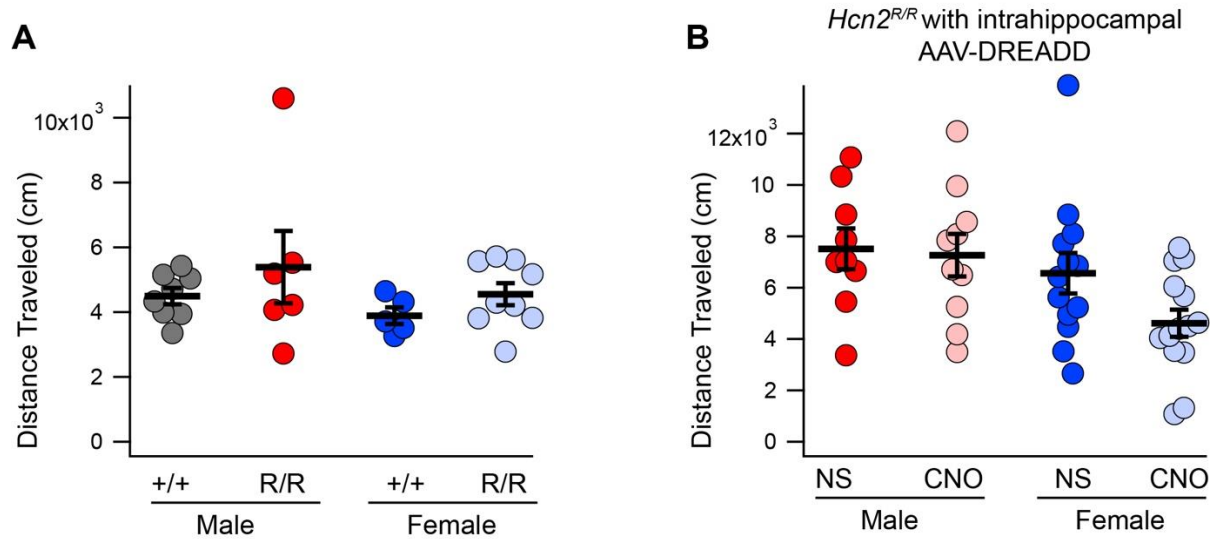 A
Distance Traveled (cm)
10x10³
8
6
4
2
0
+/+ R/R +/+ R/R
Male Female
B
Hcn2ᴿ/ᴿ with intrahippocampal
AAV-DREADD
Distance Traveled (cm)
12x10³
10
8
6
4
2
0
NS CNO NS CNO
Male Female